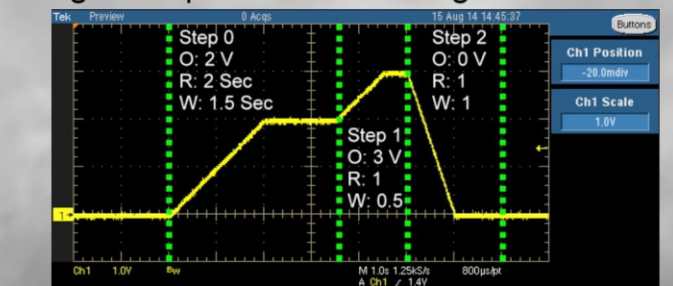 Tek Preview 0 Acqs 15 Aug 14 14:45:37
Buttons
Step 0
O: 2 V
R: 2 Sec
W: 1.5 Sec
Step 2
O: 0 V
R: 1
W: 1
Step 1
O: 3 V
R: 1
W: 0.5
Ch1 Position
-20.0mdiv
Ch1 Scale
1.0V
1
Ch1 1.0V Bw M 1.0s 1.25kS/s 800µs/pt
A Ch1 / 1.4V